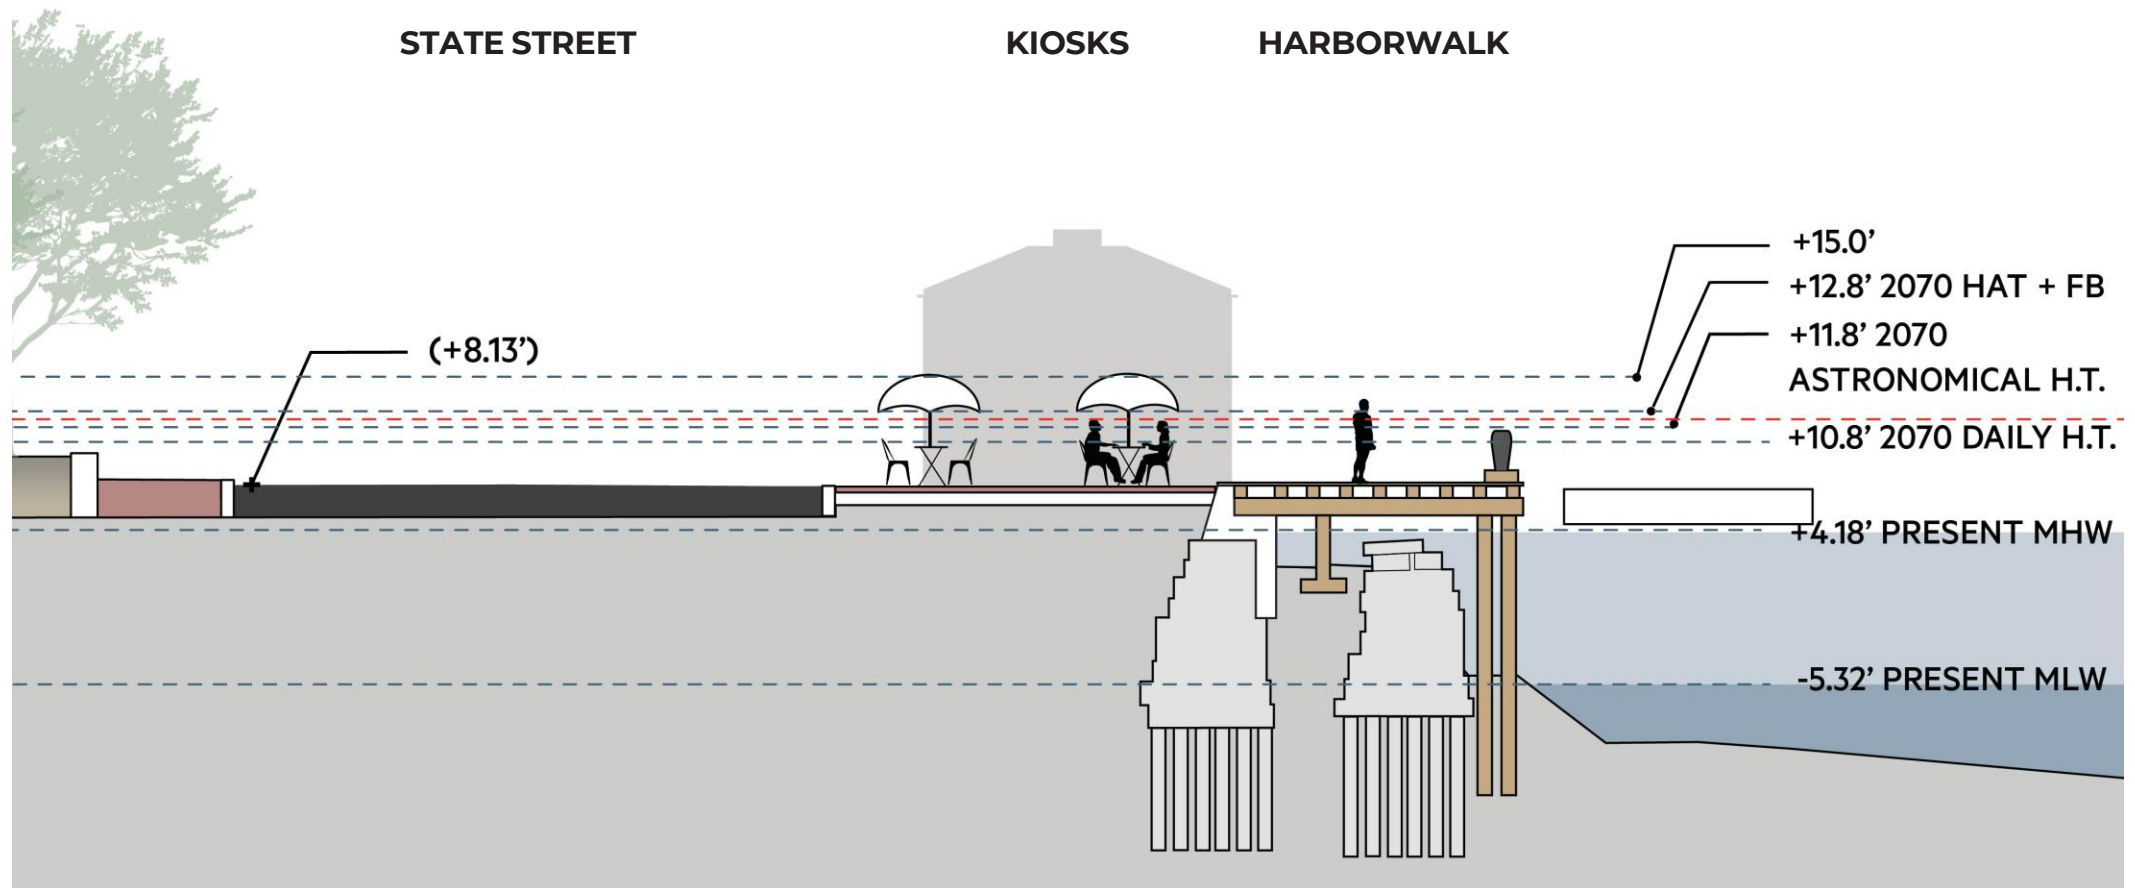 STATE STREET
KIOSKS
HARBORWALK
+15.0’
+12.8’ 2070 HAT + FB
+11.8’ 2070
ASTRONOMICAL H.T.
(+8.13’)
+10.8’ 2070 DAILY H.T.
+4.18’ PRESENT MHW
-5.32’ PRESENT MLW